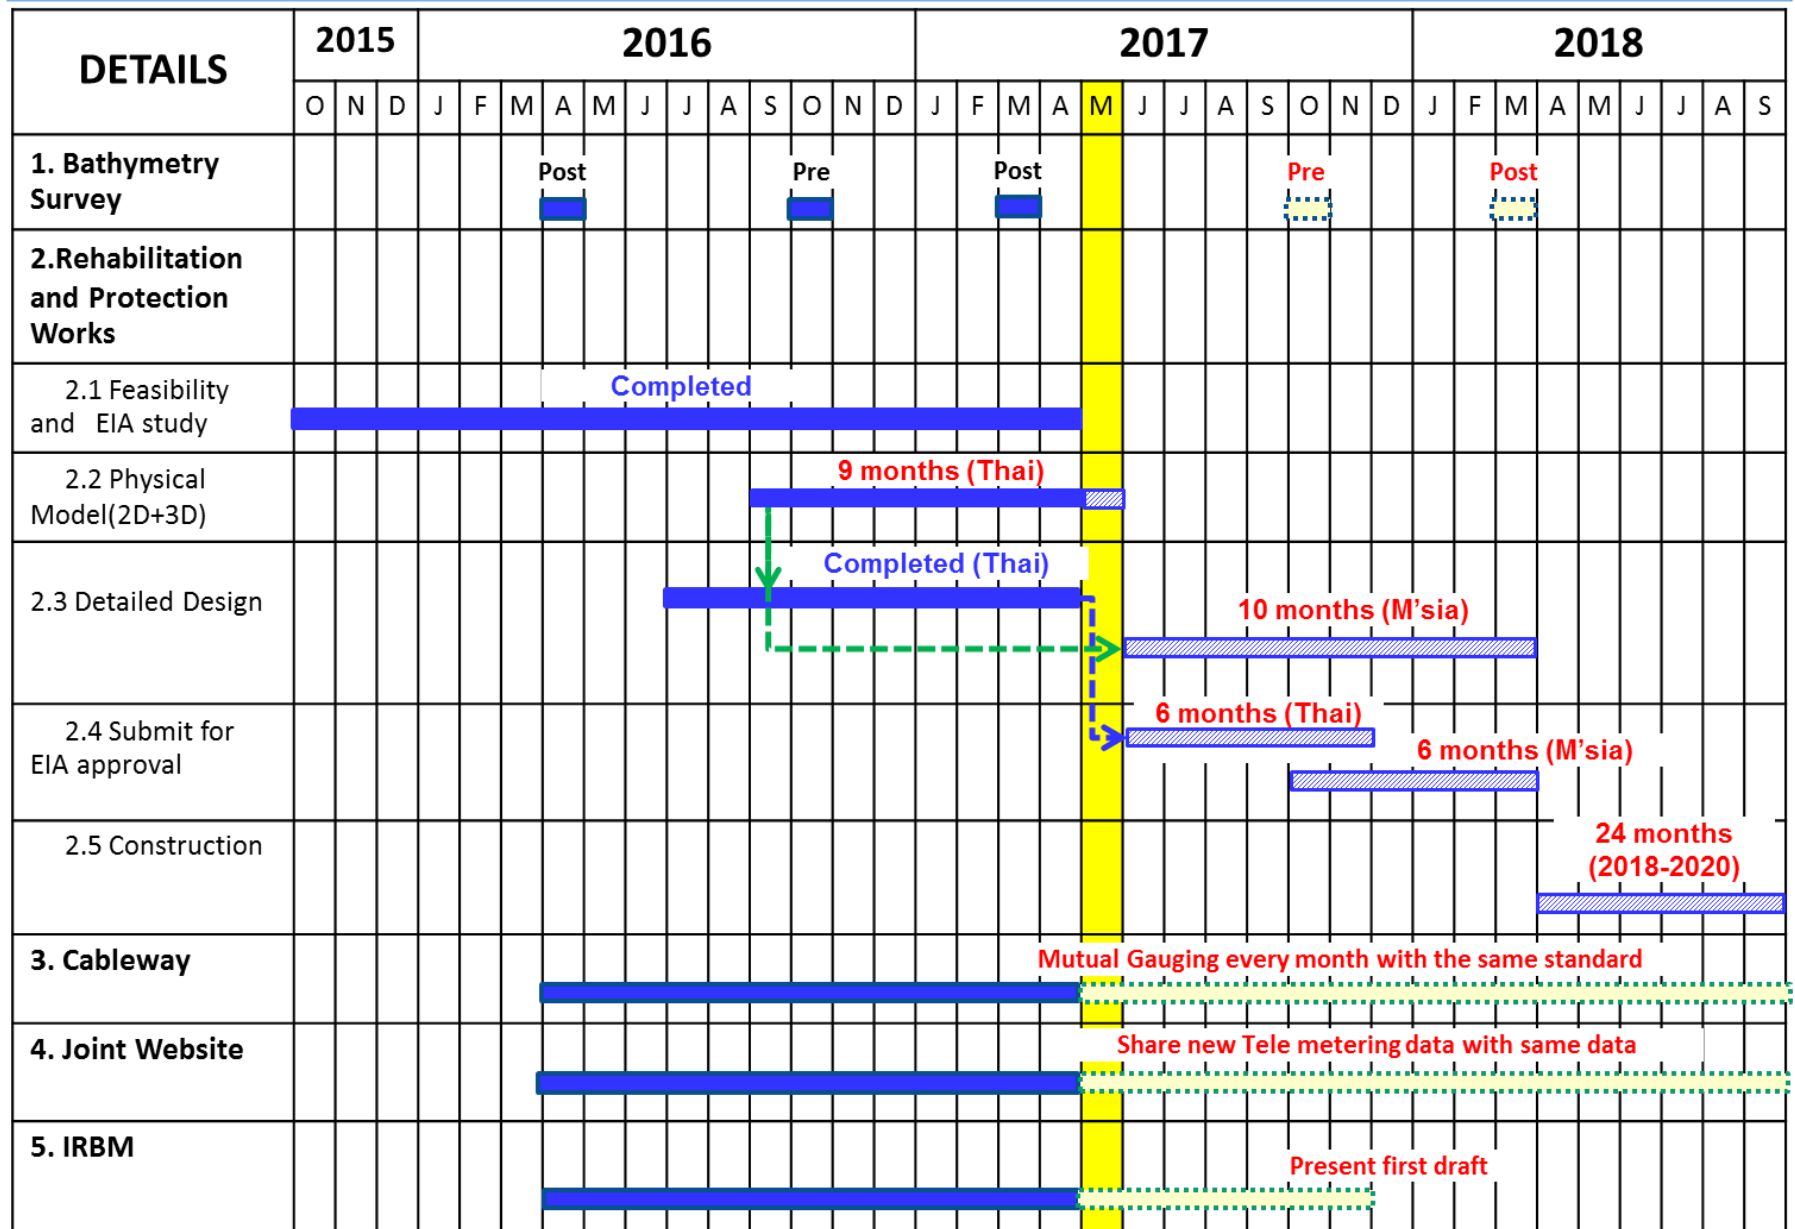 DETAILS
2015 2016 2017 2018
O N D J F M A M J J A S O N D J F M A M J J A S O N D J F M A M J J A S
1. Bathymetry
Survey
Post Pre Post Pre Post
2.Rehabilitation
and Protection
Works
2.1 Feasibility
and EIA study
Completed
2.2 Physical
Model(2D+3D)
9 months (Thai)
2.3 Detailed Design
Completed (Thai)
10 months (M'sia)
2.4 Submit for
EIA approval
6 months (Thai)
6 months (M'sia)
2.5 Construction
24 months
(2018-2020)
3. Cableway
Mutual Gauging every month with the same standard
4. Joint Website
Share new Tele metering data with same data
5. IRBM
Present first draft